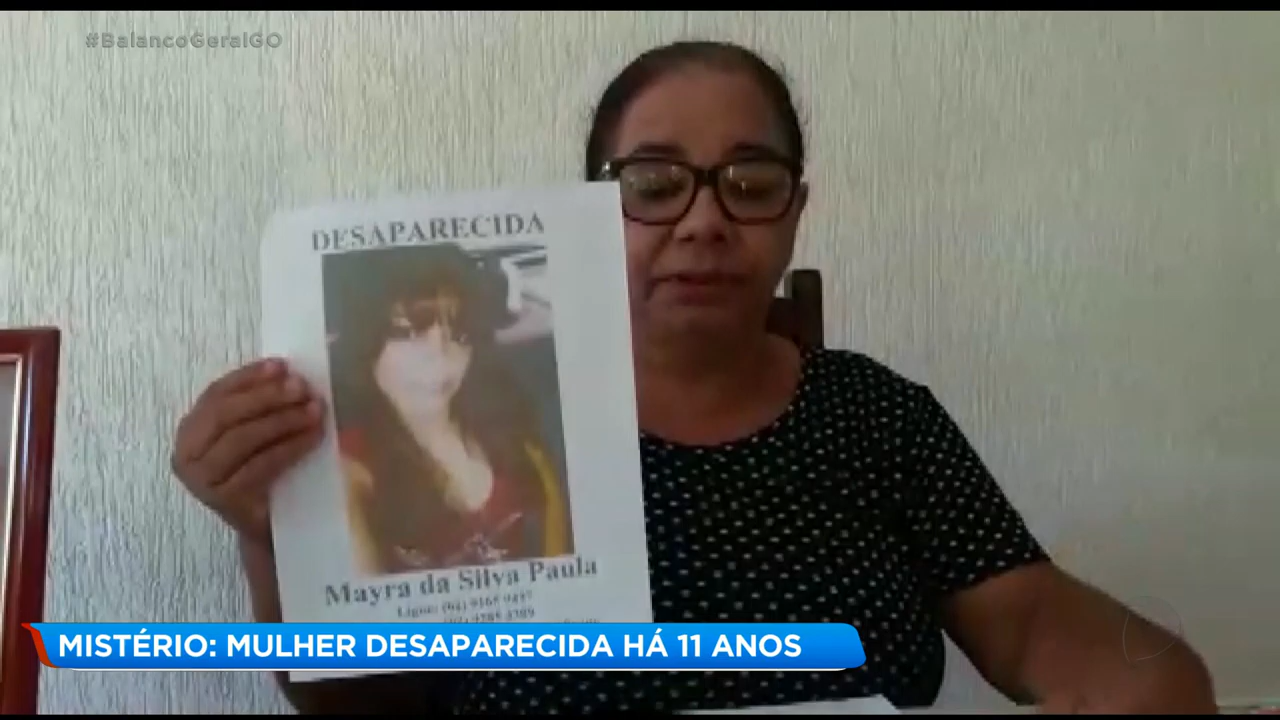 #BalancoGeralGO
DESAPARECIDA
Mayra da Silva Paula
MISTÉRIO: MULHER DESAPARECIDA HÁ 11 ANOS